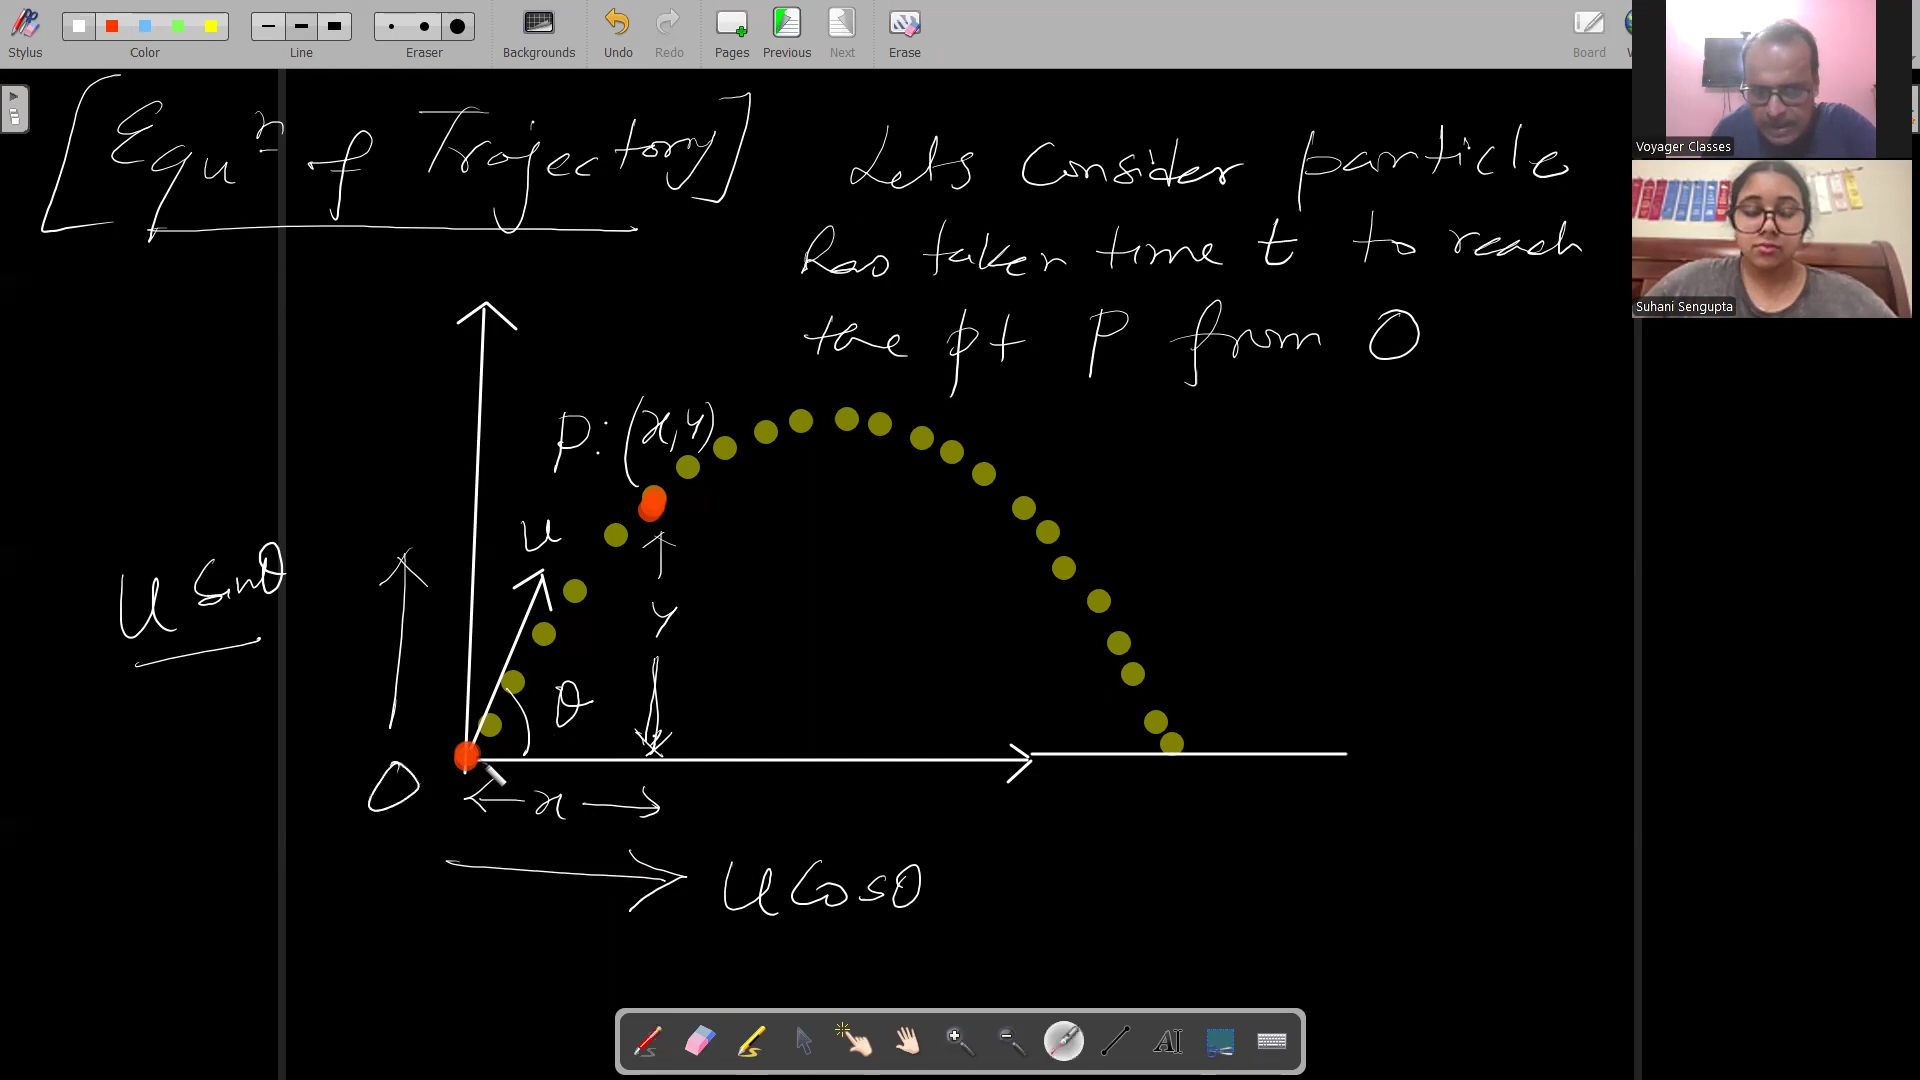 Stylus
Color
Line
Eraser
Backgrounds
Undo
Redo
Pages
Previous
Next
Erase
Board
Voyager Classes
Suhani Sengupta
[Equⁿ of Trajectory]
Lets Consider particle
has taken time t to reach
the pt P from O
P: (x, y)
u
u sinθ
y
θ
O
x
u cosθ